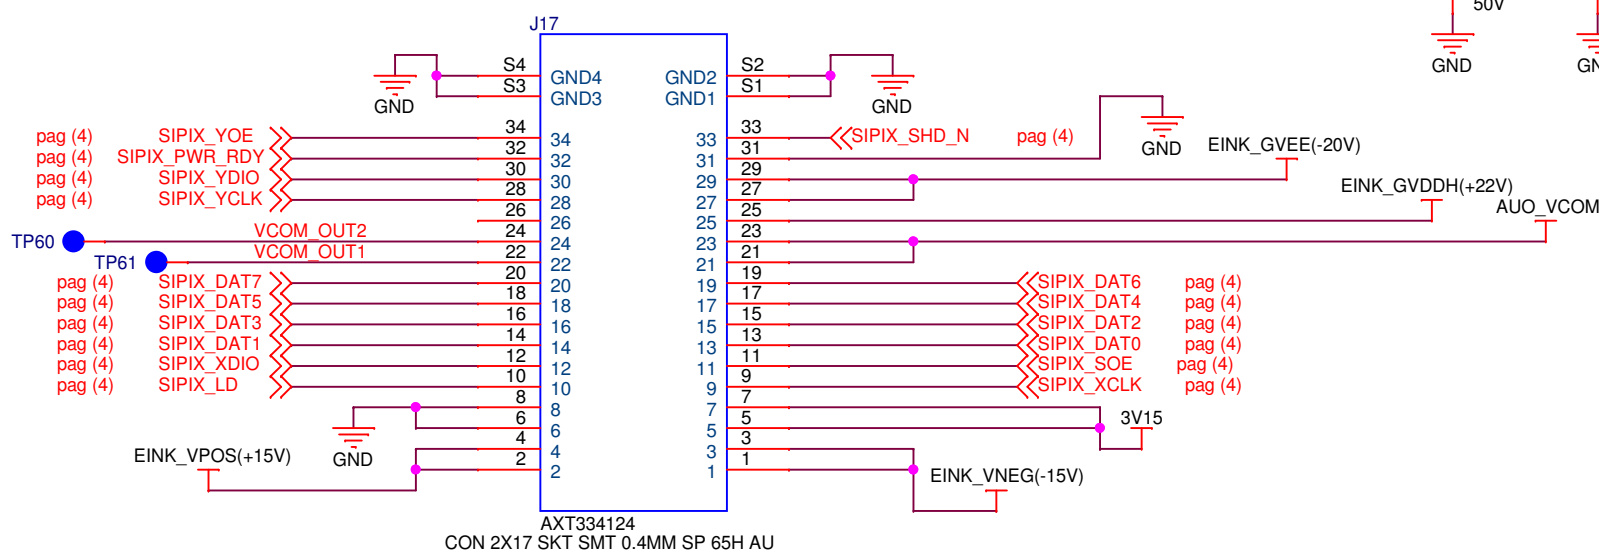 50V
J17
GND GN
S4 GND4 GND2 S2
S3 GND3 GND1 S1
GND GND
pag (4) SIPIX_YOE 34 34 33 33 SIPIX_SHD_N pag (4)
GND
pag (4) SIPIX_PWR_RDY 32 32 31 31 EINK_GVEE(-20V)
pag (4) SIPIX_YDIO 30 30 29 29 EINK_GVDDH(+22V)
pag (4) SIPIX_YCLK 28 28 27 27 AUO_VCOM
26 26 25 25
TP60 VCOM_OUT2 24 24 23 23
TP61 VCOM_OUT1 22 22 21 21
pag (4) SIPIX_DAT7 20 20 19 19 SIPIX_DAT6 pag (4)
pag (4) SIPIX_DAT5 18 18 17 17 SIPIX_DAT4 pag (4)
pag (4) SIPIX_DAT3 16 16 15 15 SIPIX_DAT2 pag (4)
pag (4) SIPIX_DAT1 14 14 13 13 SIPIX_DAT0 pag (4)
pag (4) SIPIX_XDIO 12 12 11 11 SIPIX_SOE pag (4)
pag (4) SIPIX_LD 10 10 9 9 SIPIX_XCLK pag (4)
8 8 7 7
6 6 5 5 3V15
GND
EINK_VPOS(+15V) 4 4 3 3
2 2 1 1 EINK_VNEG(-15V)
AXT334124
CON 2X17 SKT SMT 0.4MM SP 65H AU